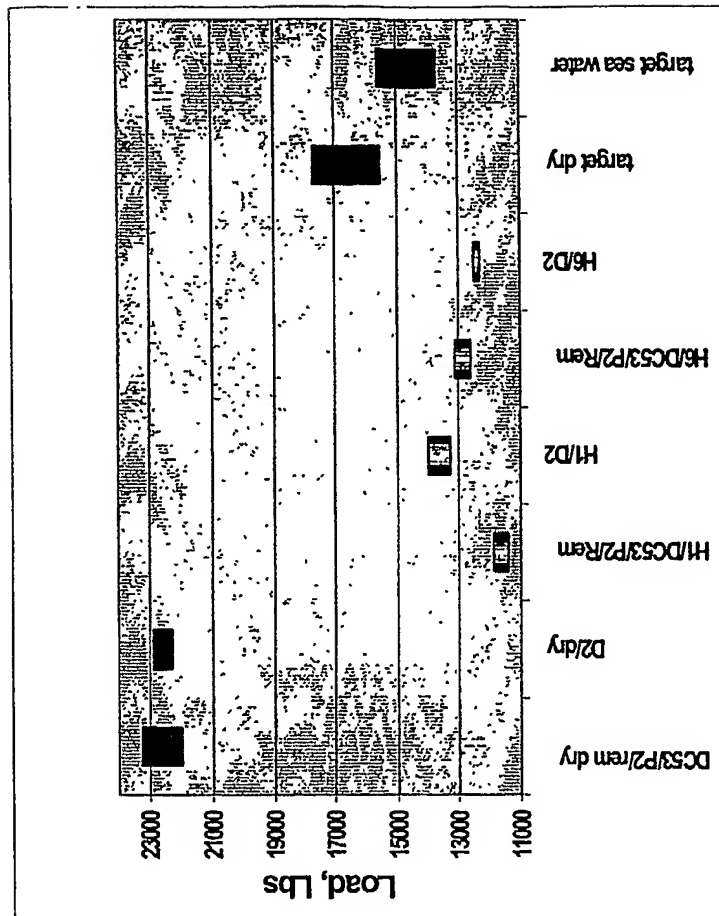 target sea water
target dry
H6/D2
H6/DC53/P2/Rem
H1/D2
H1/DC53/P2/Rem
D2/dry
DC53/P2/rem dry
23000
21000
19000
17000
15000
13000
11000
Load, Lbs